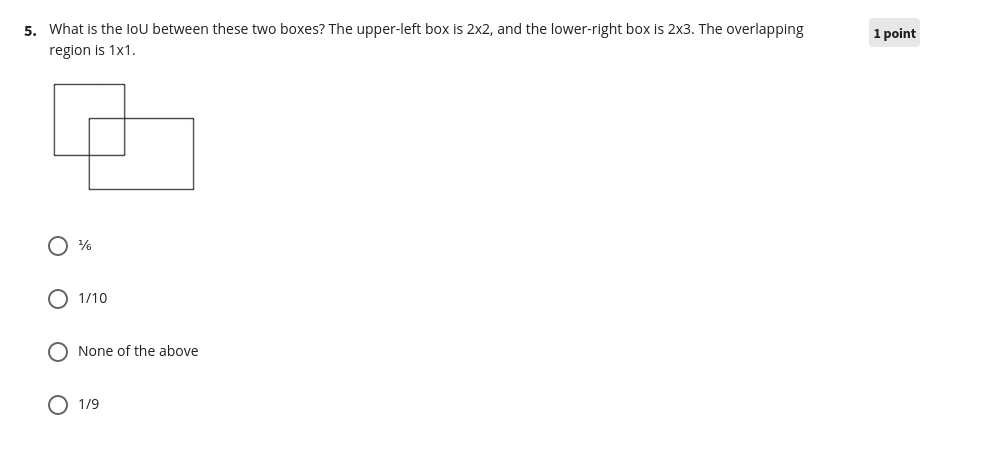 5. What is the IoU between these two boxes? The upper-left box is 2x2, and the lower-right box is 2x3. The overlapping
region is 1x1.
1 point
⅙
1/10
None of the above
1/9